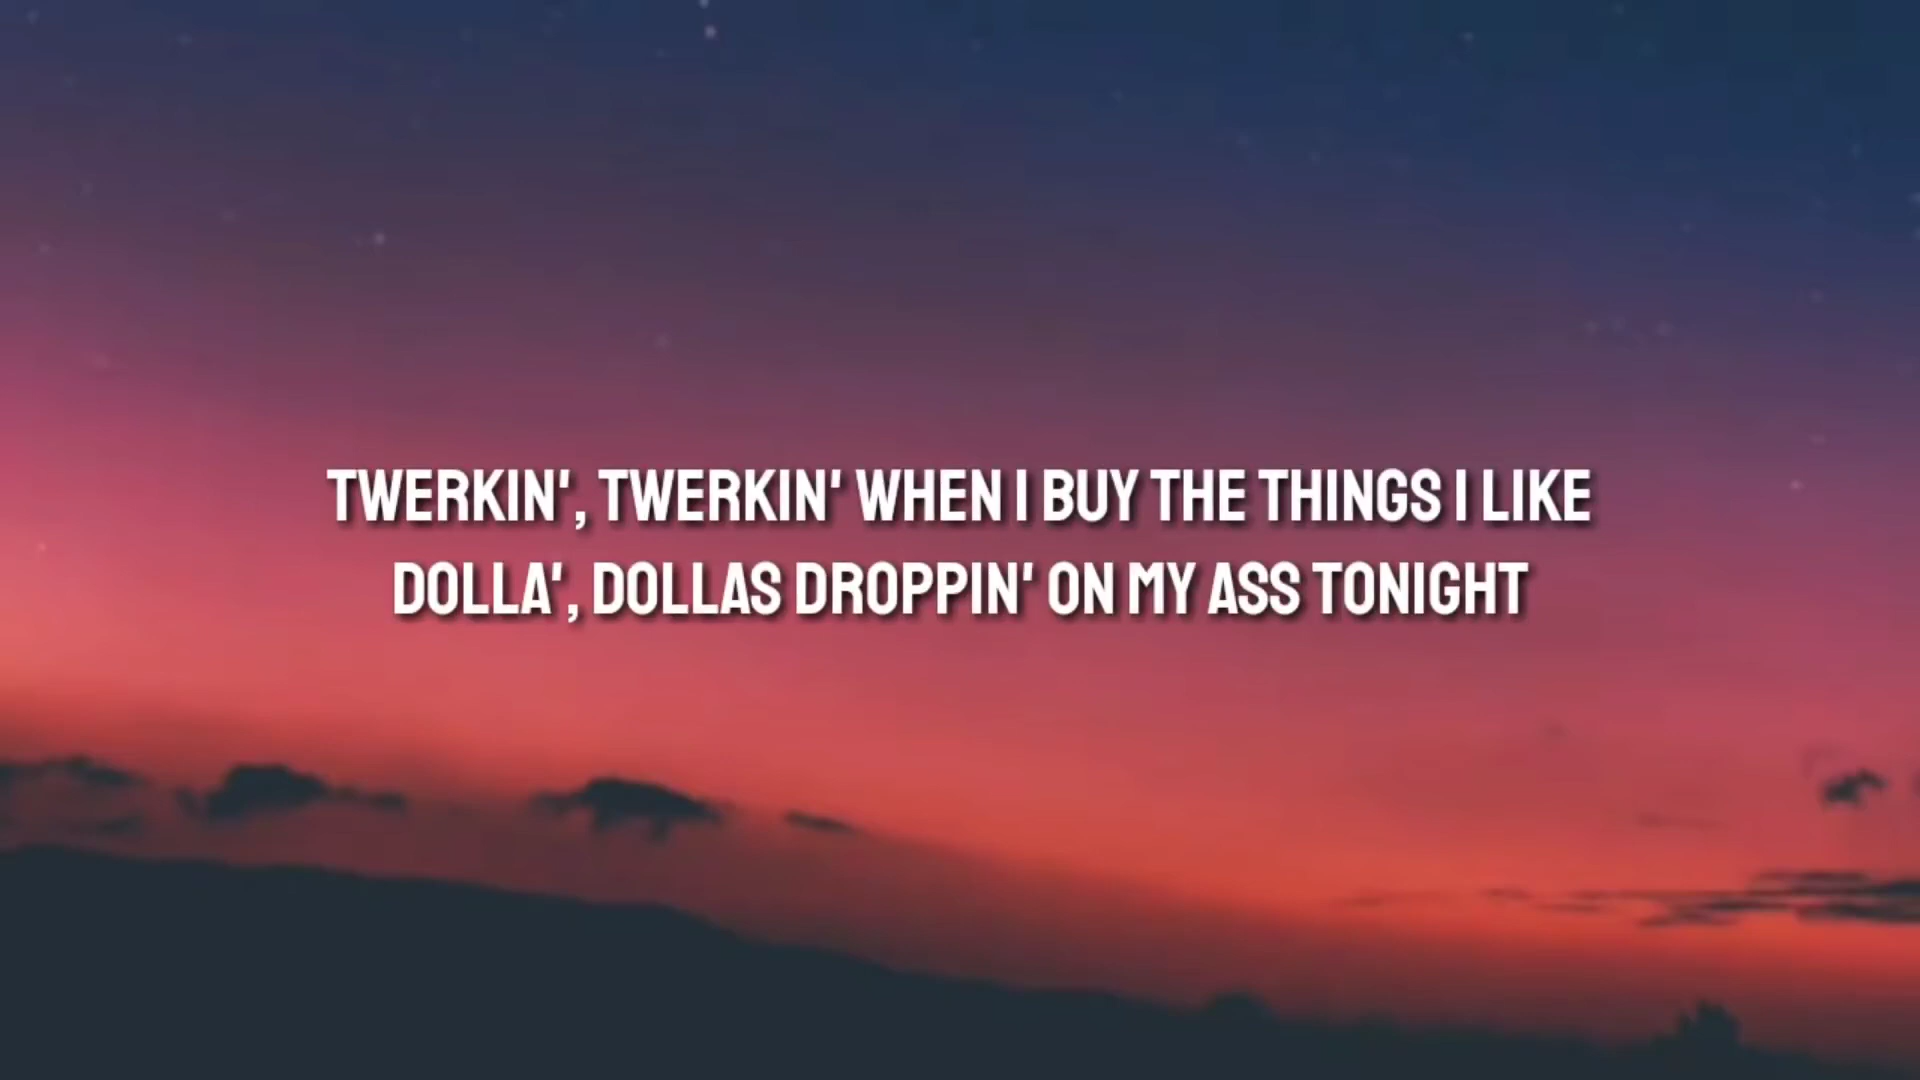 TWERKIN', TWERKIN' WHEN I BUY THE THINGS I LIKE
DOLLA', DOLLAS DROPPIN' ON MY ASS TONIGHT